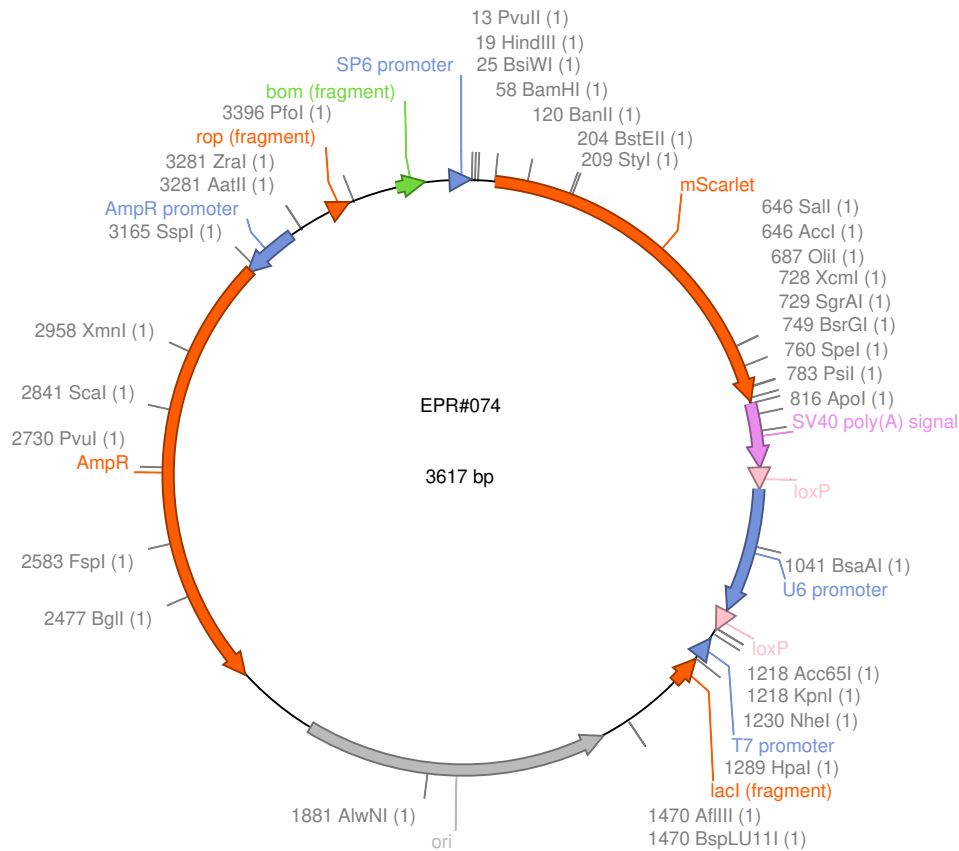 13 PvuII (1)
19 HindIII (1)
SP6 promoter
25 BsiWI (1)
58 BamHI (1)
bom (fragment)
3396 PfoI (1)
120 BanII (1)
rop (fragment)
204 BstEII (1)
209 StyI (1)
3281 ZraI (1)
3281 AatII (1)
mScarlet
AmpR promoter
646 SalI (1)
3165 SspI (1)
646 AccI (1)
687 OliI (1)
728 XcmI (1)
729 SgrAI (1)
2958 XmnI (1)
749 BsrGI (1)
760 SpeI (1)
783 PsiI (1)
2841 ScaI (1)
EPR#074
816 ApoI (1)
SV40 poly(A) signal
2730 PvuI (1)
AmpR
3617 bp
loxP
2583 FspI (1)
1041 BsaAI (1)
U6 promoter
2477 BglI (1)
loxP
1218 Acc65I (1)
1218 KpnI (1)
1230 NheI (1)
T7 promoter
1289 HpaI (1)
lacI (fragment)
1881 AlwNI (1)
1470 AflIII (1)
ori
1470 BspLU11I (1)